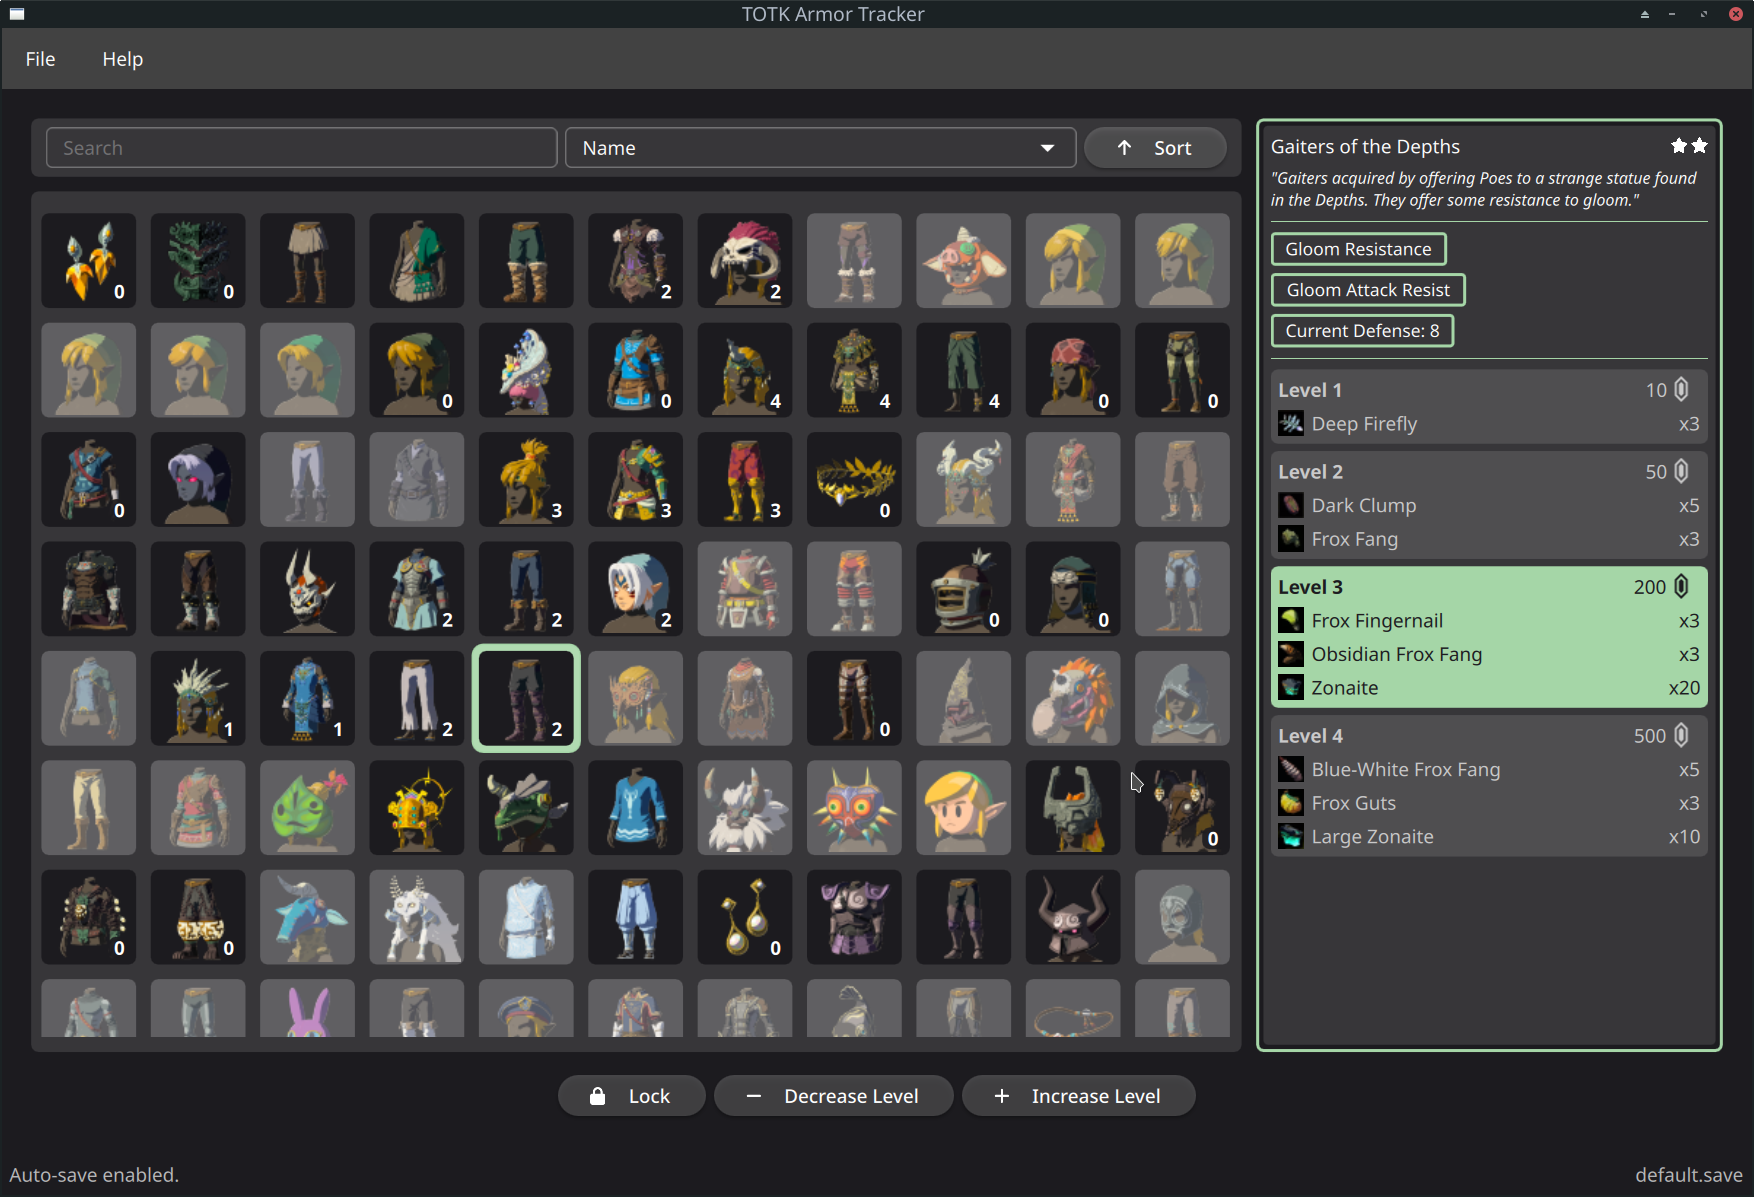 TOTK Armor Tracker
File Help
Search Name Sort
0 0 2 2
0 0 4 4 4 0 0
0 3 3 3 0
2 2 2 0 0
1 1 2 2 0
0
0 0 0
Gaiters of the Depths
"Gaiters acquired by offering Poes to a strange statue found
in the Depths. They offer some resistance to gloom."
Gloom Resistance
Gloom Attack Resist
Current Defense: 8
Level 1 10
Deep Firefly x3
Level 2 50
Dark Clump x5
Frox Fang x3
Level 3 200
Frox Fingernail x3
Obsidian Frox Fang x3
Zonaite x20
Level 4 500
Blue-White Frox Fang x5
Frox Guts x3
Large Zonaite x10
Lock Decrease Level Increase Level
Auto-save enabled. default.save